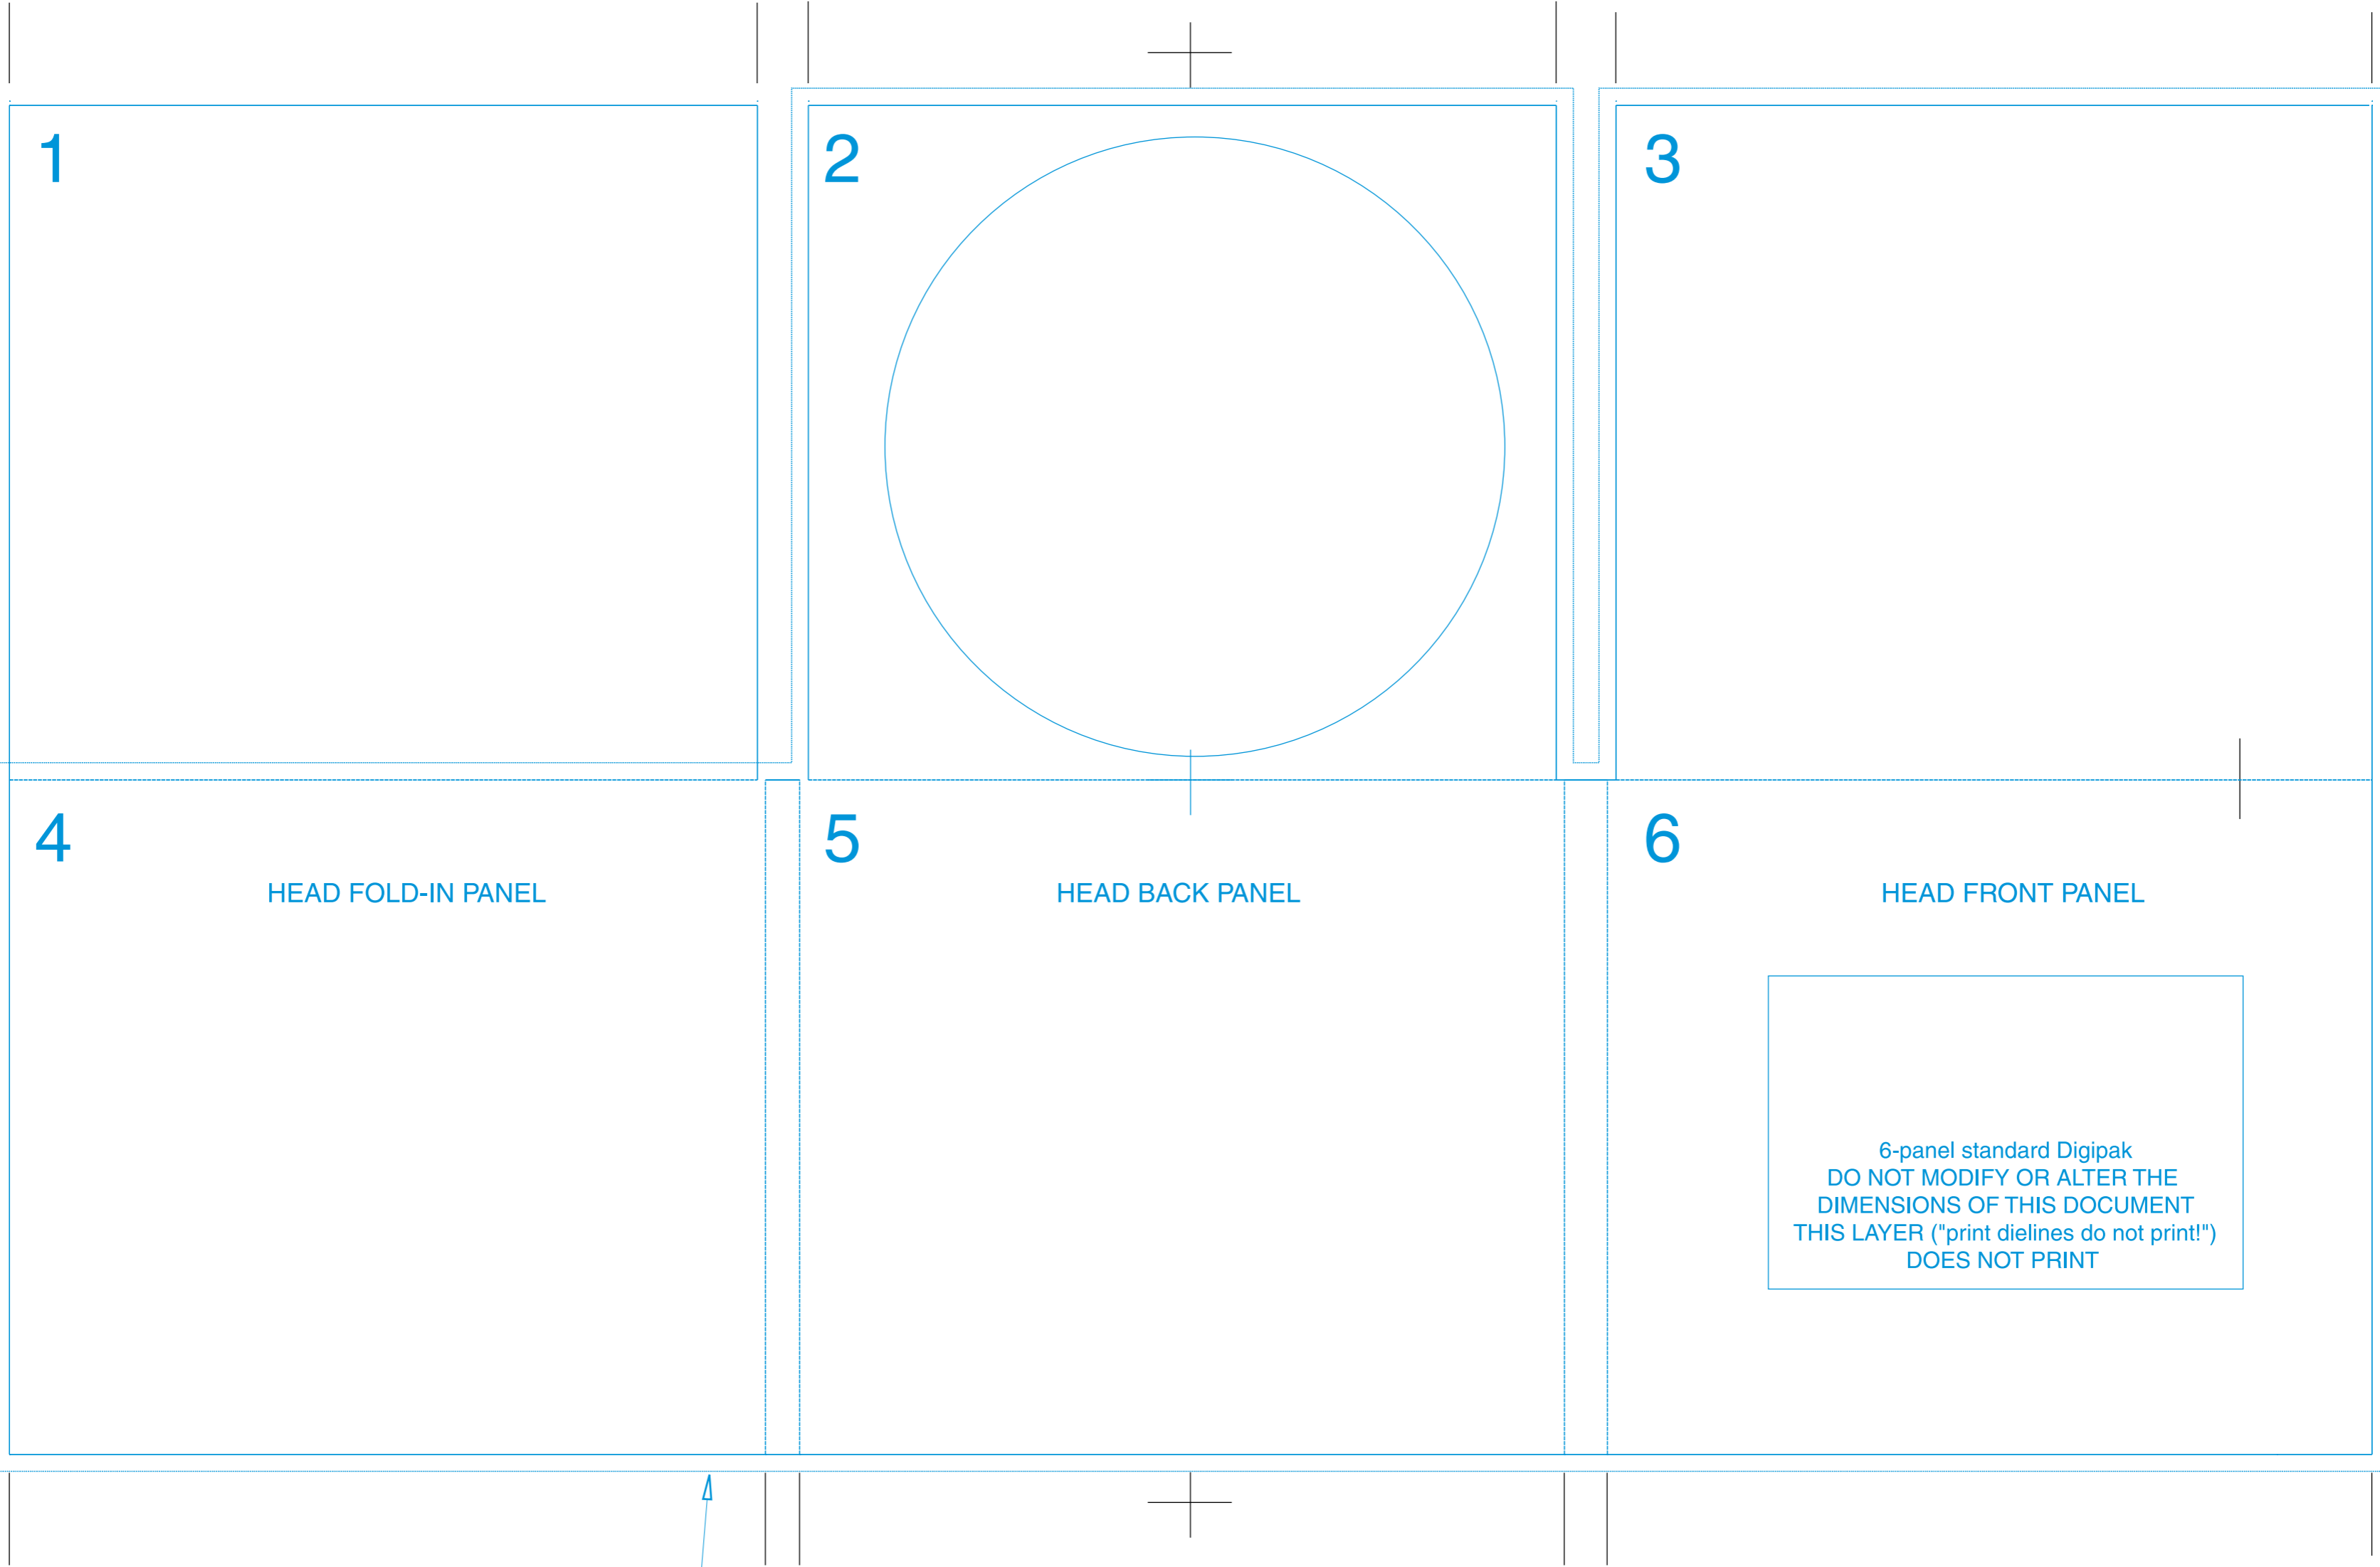 1
2
3
4
5
6
HEAD FOLD-IN PANEL
HEAD BACK PANEL
HEAD FRONT PANEL
6-panel standard Digipak
DO NOT MODIFY OR ALTER THE
DIMENSIONS OF THIS DOCUMENT
THIS LAYER ("print dielines do not print!")
DOES NOT PRINT